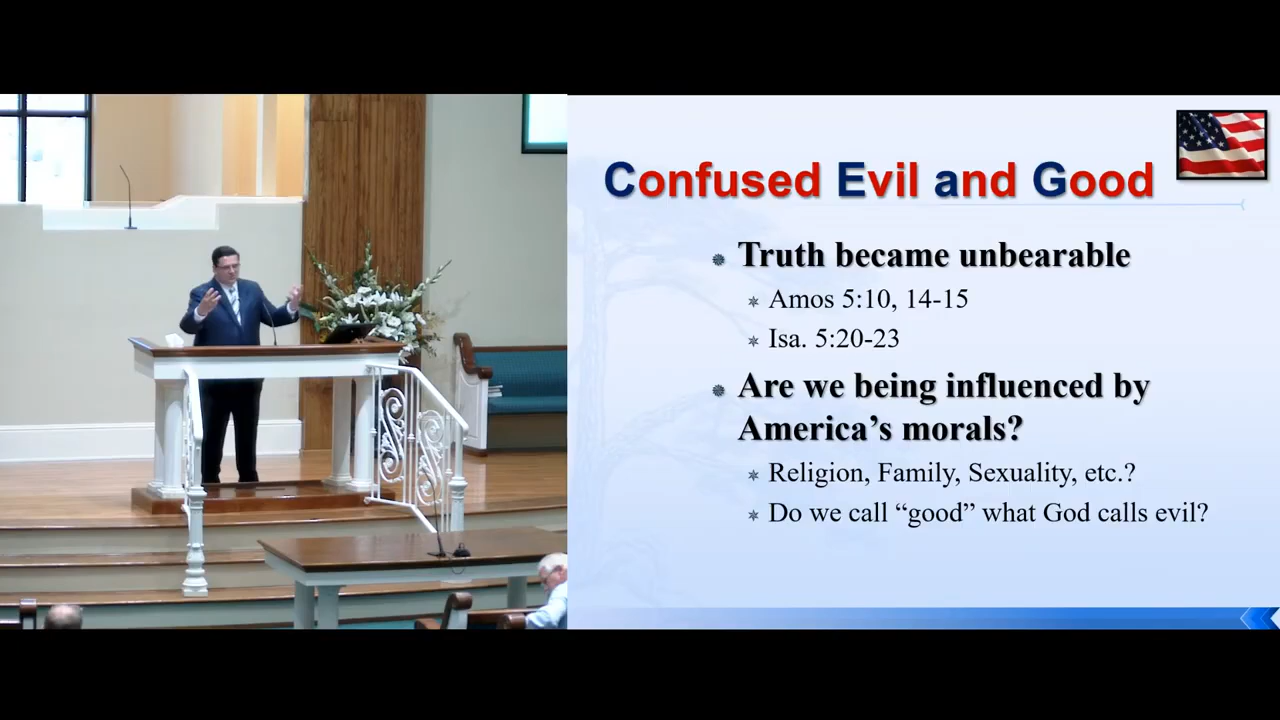 Confused Evil and Good
Truth became unbearable
Amos 5:10, 14-15
Isa. 5:20-23
Are we being influenced by
America’s morals?
Religion, Family, Sexuality, etc.?
Do we call “good” what God calls evil?